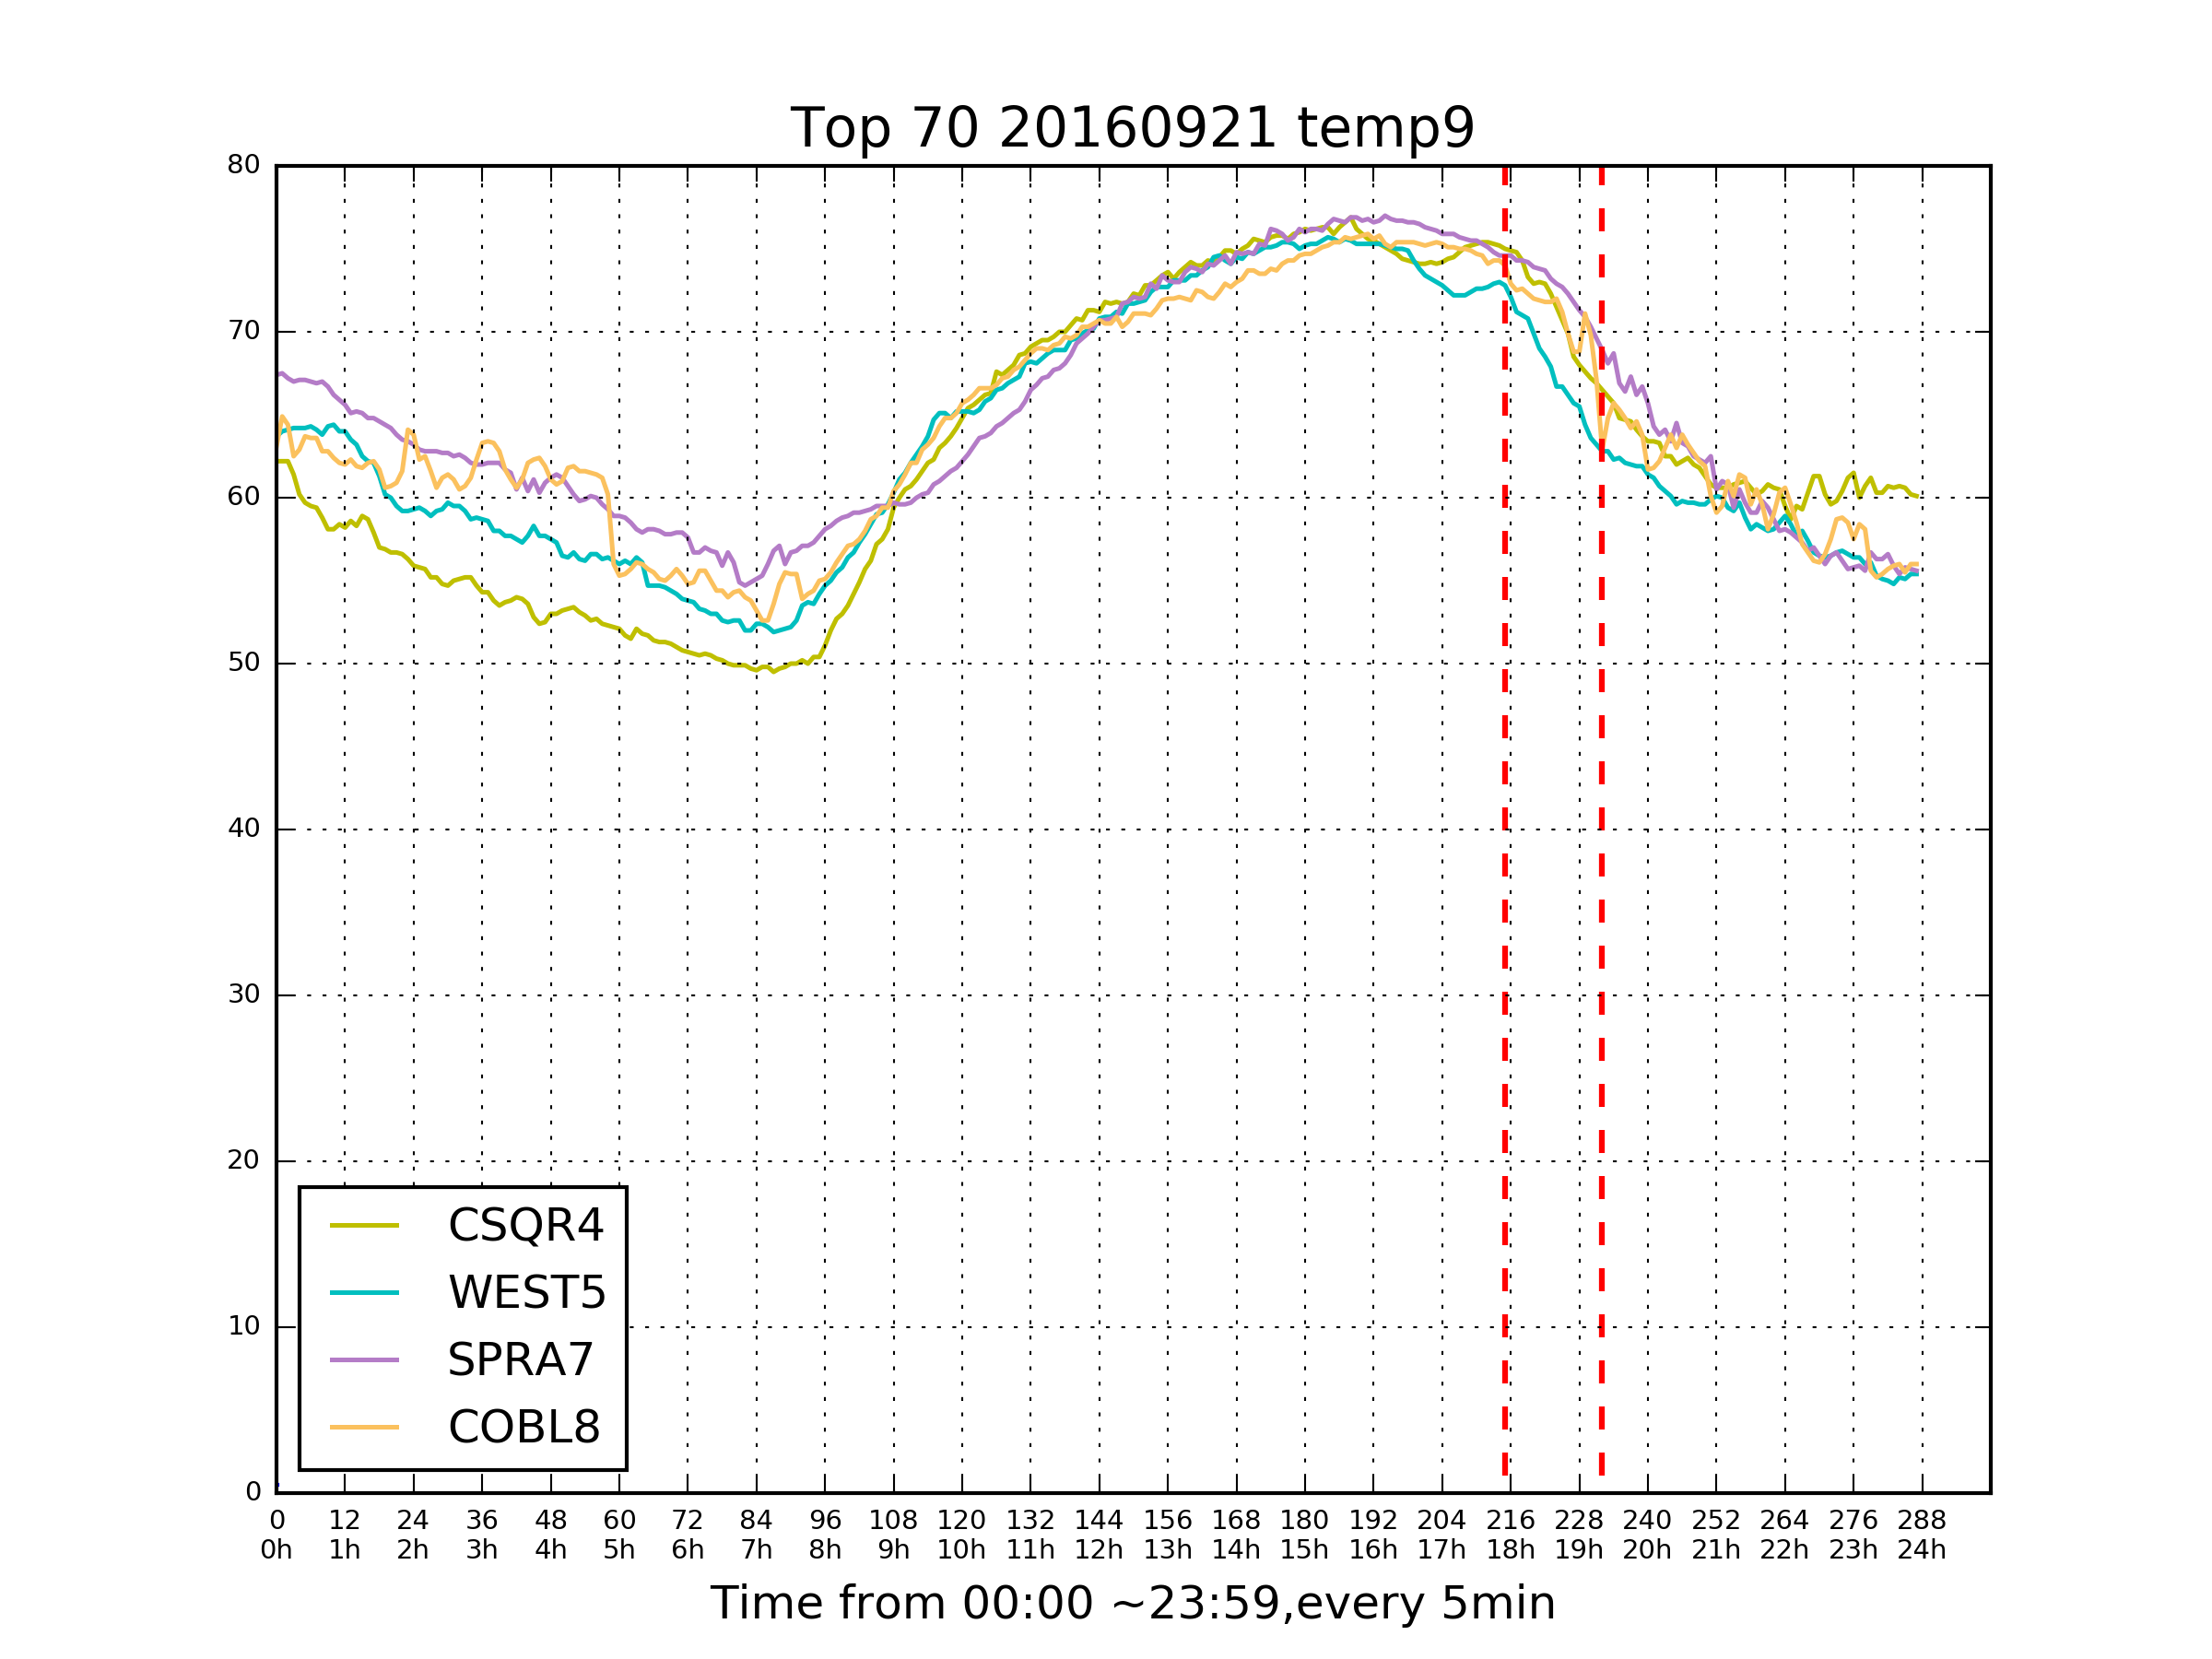 Top 70 20160921 temp9
80
70
60
50
40
30
20
10
0
CSQR4
WEST5
SPRA7
COBL8
0 12 24 36 48 60 72 84 96 108 120 132 144 156 168 180 192 204 216 228 240 252 264 276 288
0h 1h 2h 3h 4h 5h 6h 7h 8h 9h 10h 11h 12h 13h 14h 15h 16h 17h 18h 19h 20h 21h 22h 23h 24h
Time from 00:00 ~23:59,every 5min